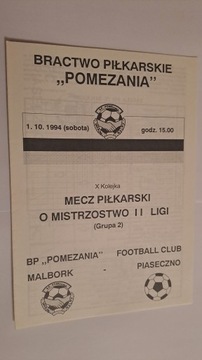 BRACTWO PIŁKARSKIE
„POMEZANIA"
1. 10. 1994 (sobota) godz. 15.00
X Kolejka
MECZ PIŁKARSKI
O MISTRZOSTWO II LIGI
(Grupa 2)
BP „POMEZANIA" FOOTBALL CLUB
MALBORK - PIASECZNO